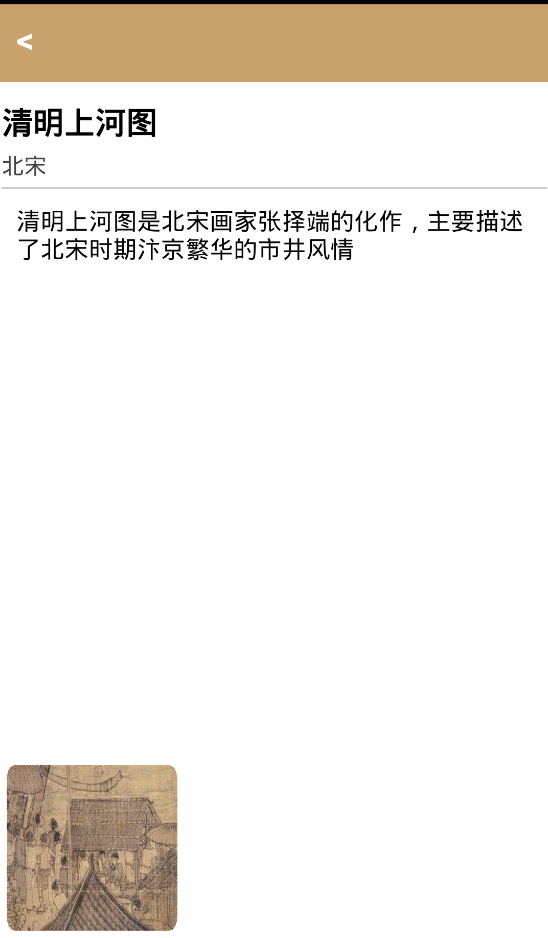 <
清明上河图
北宋
清明上河图是北宋画家张择端的化作，主要描述
了北宋时期汴京繁华的市井风情